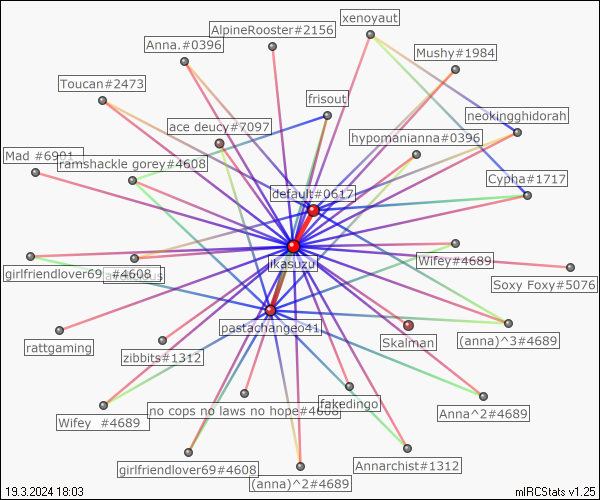 xenoyaut
AlpineRooster#2156
Anna.#0396
Mushy#1984
Toucan#2473
frisout
neokingghidorah
ace deucy#7097
hypomanianna#0396
Mad #6901
ramshackle gorey#4608
Cypha#1717
default#0617
ikasuzu
Wifey#4689
girlfriendlover69 #4608
Soxy Foxy#5076
pastachangeo41
Skalman
(anna)^3#4689
rattgaming
zibbits#1312
no cops no laws no hope#4608
fakedingo
Anna^2#4689
Wifey #4689
girlfriendlover69#4608
Annarchist#1312
(anna)^2#4689
19.3.2024 18:03
mIRCStats v1.25